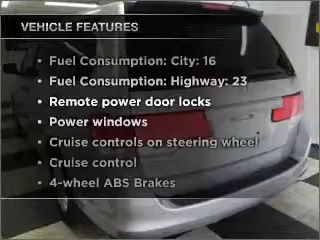 VEHICLE FEATURES
• Fuel Consumption: City: 16
• Fuel Consumption: Highway: 23
• Remote power door locks
• Power windows
• Cruise controls on steering wheel
• Cruise control
• 4-wheel ABS Brakes